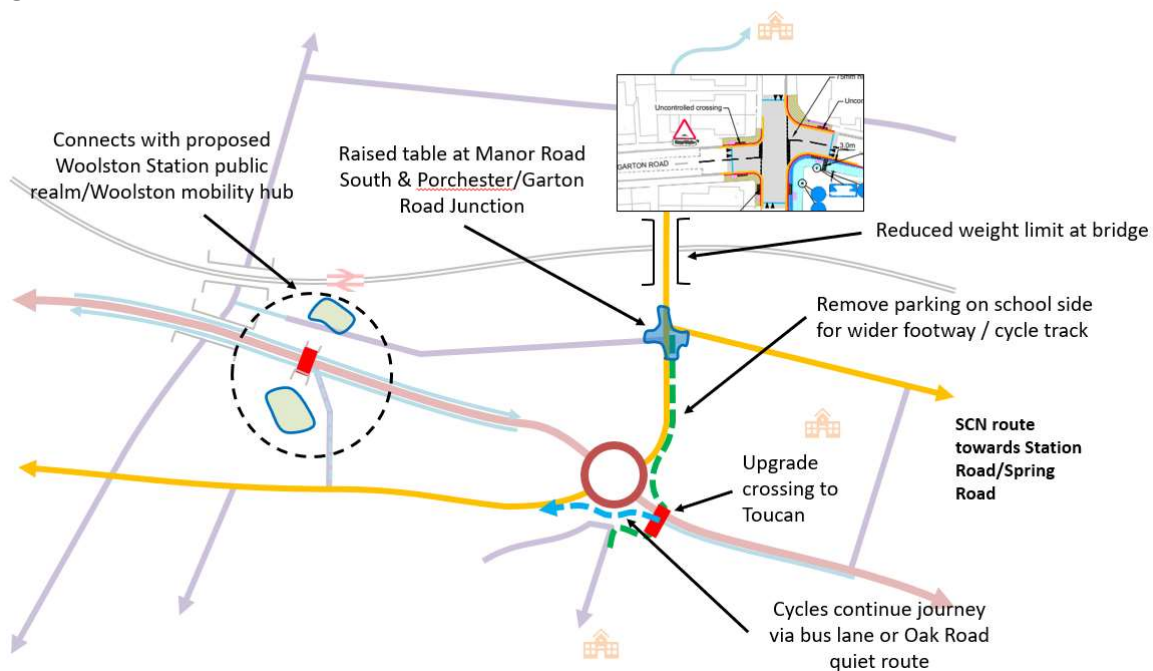 Connects with proposed
Woolston Station public
realm/Woolston mobility hub
Raised table at Manor Road
South & Porchester/Garton
Road Junction
Uncontrolled crossing
75mm
Uncon
3.0m
GARTON ROAD
Reduced weight limit at bridge
Remove parking on school side
for wider footway / cycle track
SCN route
towards Station
Road/Spring
Road
Upgrade
crossing to
Toucan
Cycles continue journey
via bus lane or Oak Road
quiet route